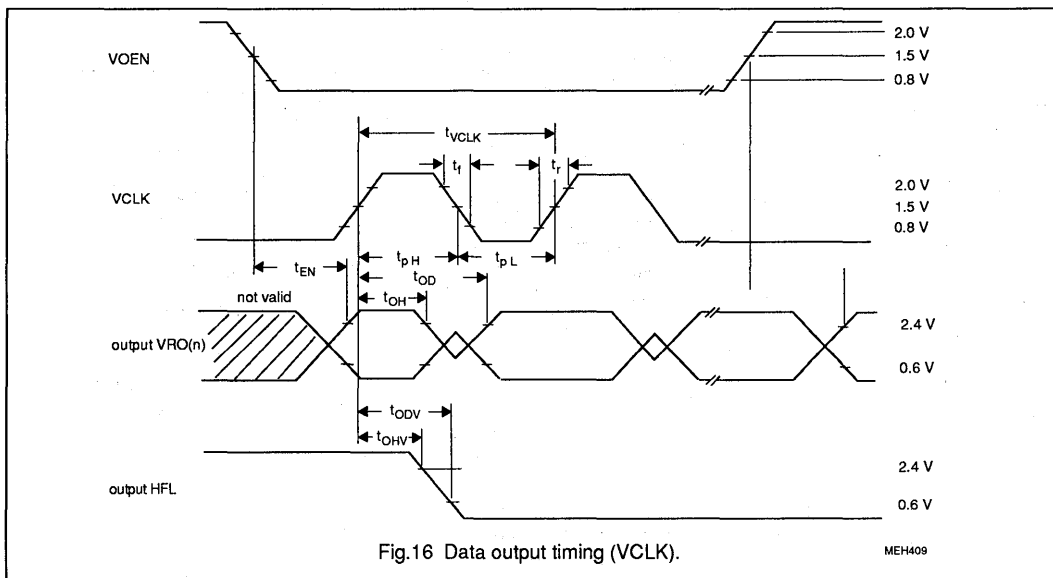 VOEN
2.0 V
1.5 V
0.8 V
tVCLK
tf
tr
VCLK
2.0 V
1.5 V
0.8 V
tEN
tpH
tpL
tOD
tOH
not valid
output VRO(n)
2.4 V
0.6 V
tODV
tOHV
output HFL
2.4 V
0.6 V
Fig.16 Data output timing (VCLK).
MEH409